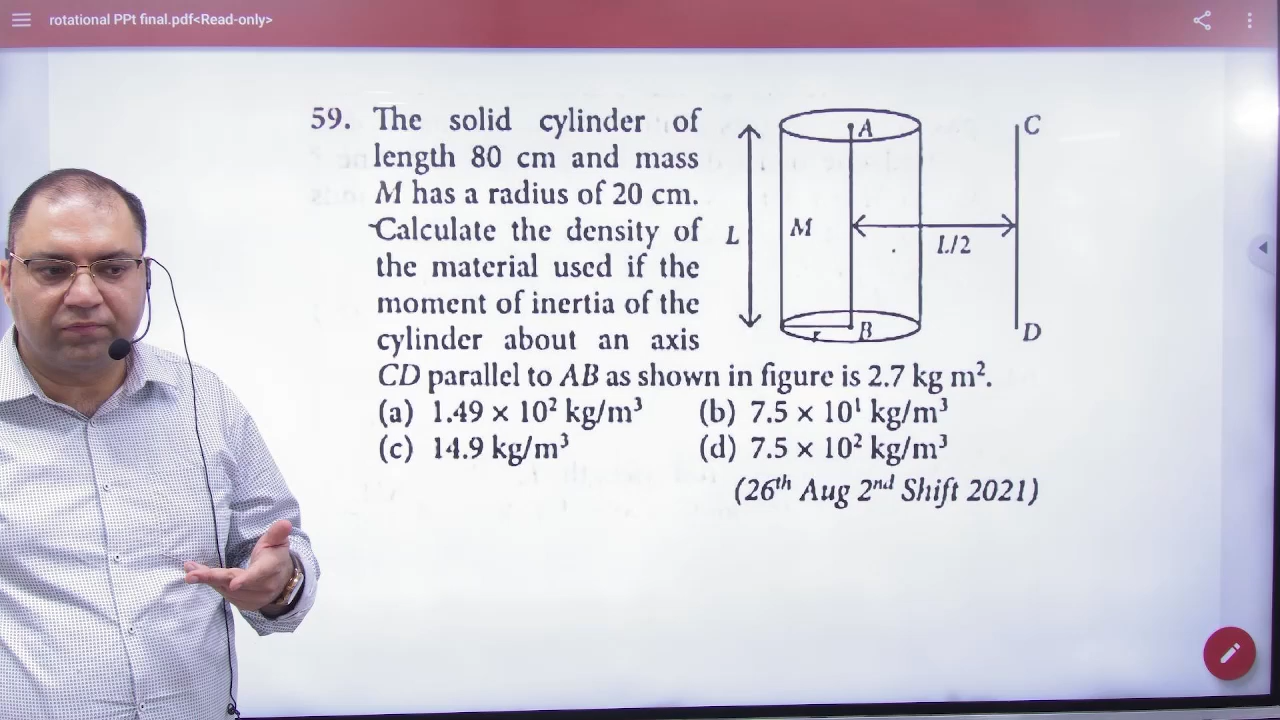 rotational PPt final.pdf<Read-only>
59. The solid cylinder of
length 80 cm and mass
M has a radius of 20 cm.
Calculate the density of
the material used if the
moment of inertia of the
cylinder about an axis
CD parallel to AB as shown in figure is 2.7 kg m².
(a) 1.49 × 10² kg/m³ (b) 7.5 × 10¹ kg/m³
(c) 14.9 kg/m³ (d) 7.5 × 10² kg/m³
(26th Aug 2nd Shift 2021)
A
C
L
M
L/2
r
B
D